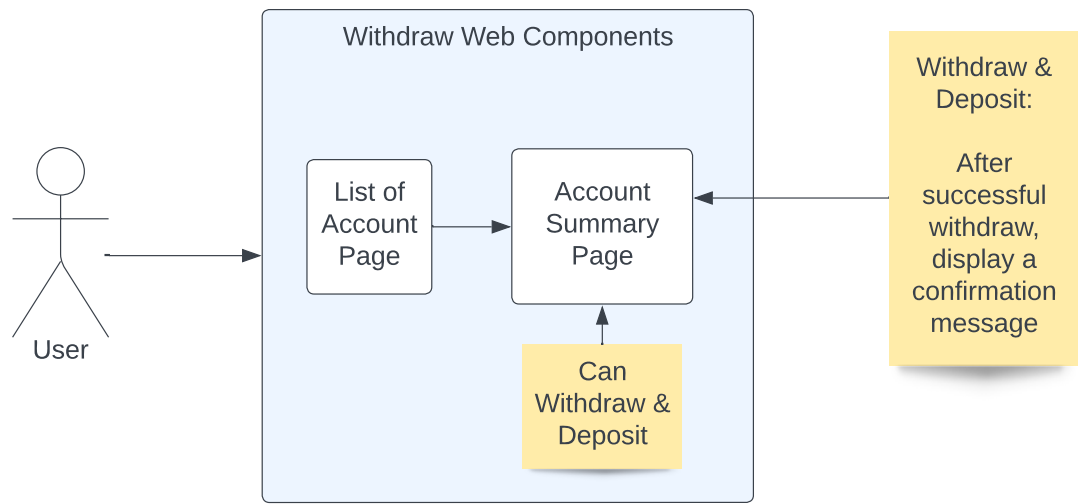 Withdraw Web Components
User
List of
Account
Page
Account
Summary
Page
Can
Withdraw &
Deposit
Withdraw &
Deposit:
After
successful
withdraw,
display a
confirmation
message